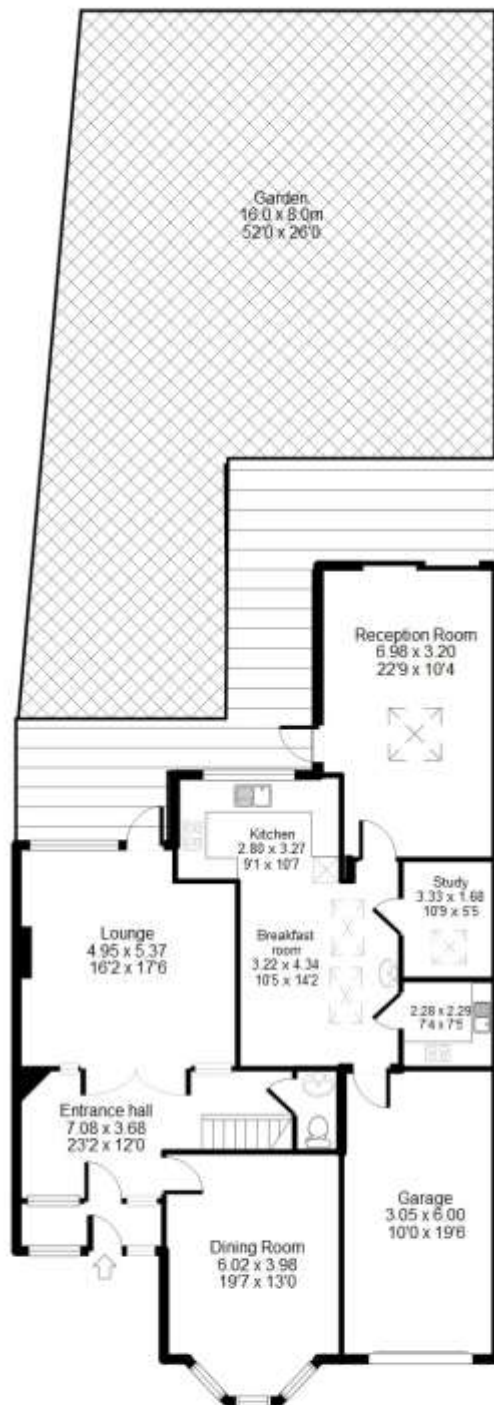 Garden
16.0 x 8.0m
52'0 x 26'0
Reception Room
6.98 x 3.20
22'9 x 10'4
Kitchen
2.80 x 3.27
9'1 x 10'7
Study
3.33 x 1.68
10'9 x 5'5
Lounge
4.95 x 5.37
16'2 x 17'6
Breakfast
room
3.22 x 4.34
10'5 x 14'2
2.28 x 2.29
7'4 x 7'5
Entrance hall
7.08 x 3.68
23'2 x 12'0
Garage
3.05 x 6.00
10'0 x 19'6
Dining Room
6.02 x 3.98
19'7 x 13'0